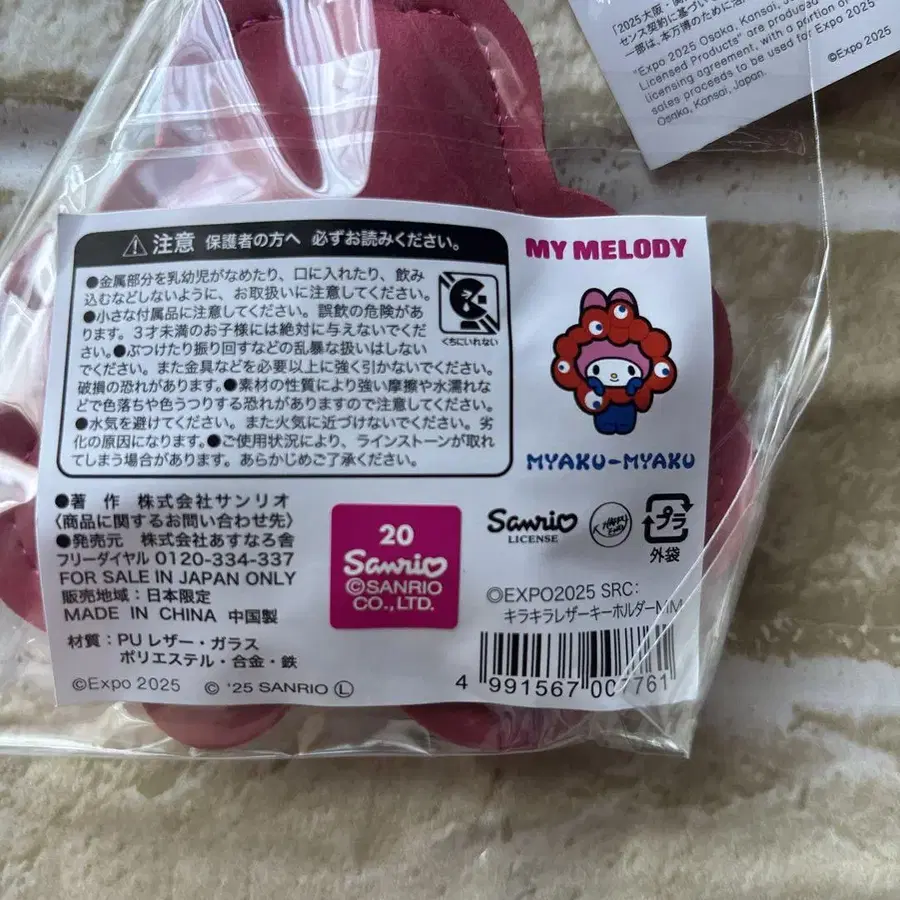 「2025大阪・関
センス契約に基づい
一部は、本万博のために活
"Expo 2025 Osaka, Kansai, J
Licensed Products" are produced
licensing agreement, with a portion of
sales proceeds to be used for Expo 2025
Osaka, Kansai, Japan.
©Expo 2025
注意 保護者の方へ 必ずお読みください。
●金属部分を乳幼児がなめたり、口に入れたり、飲み
込むなどしないように、お取扱いに注意してください。
●小さな付属品に注意してください。誤飲の危険があ
ります。3才未満のお子様には絶対に与えないでくだ
さい。●ぶつけたり振り回すなどの乱暴な扱いはしない
でください。また金具などを必要以上に強く引かないでください。
破損の恐れがあります。●素材の性質により強い摩擦や水濡れな
どで色落ちや色うつりする恐れがありますので注意してください。
●水気を避けてください。また火気に近づけないでください。劣
化の原因になります。●ご使用状況により、ラインストーンが取れ
てしまう場合があります。あらかじめご了承ください。
くちにいれない
MY MELODY
MYAKU-MYAKU
●著 作 株式会社サンリオ
〈商品に関するお問い合わせ先〉
●発売元 株式会社あすなろ舎
フリーダイヤル 0120-334-337
FOR SALE IN JAPAN ONLY
販売地域：日本限定
MADE IN CHINA 中国製
材質：PU レザー・ガラス
ポリエステル・合金・鉄
©Expo 2025 © '25 SANRIO Ⓛ
20
Sanrio
©SANRIO
CO.,LTD.
Sanrio
LICENSE
プラ
外袋
©EXPO2025 SRC:
キラキラレザーキーホルダーMM
4 991567 007761